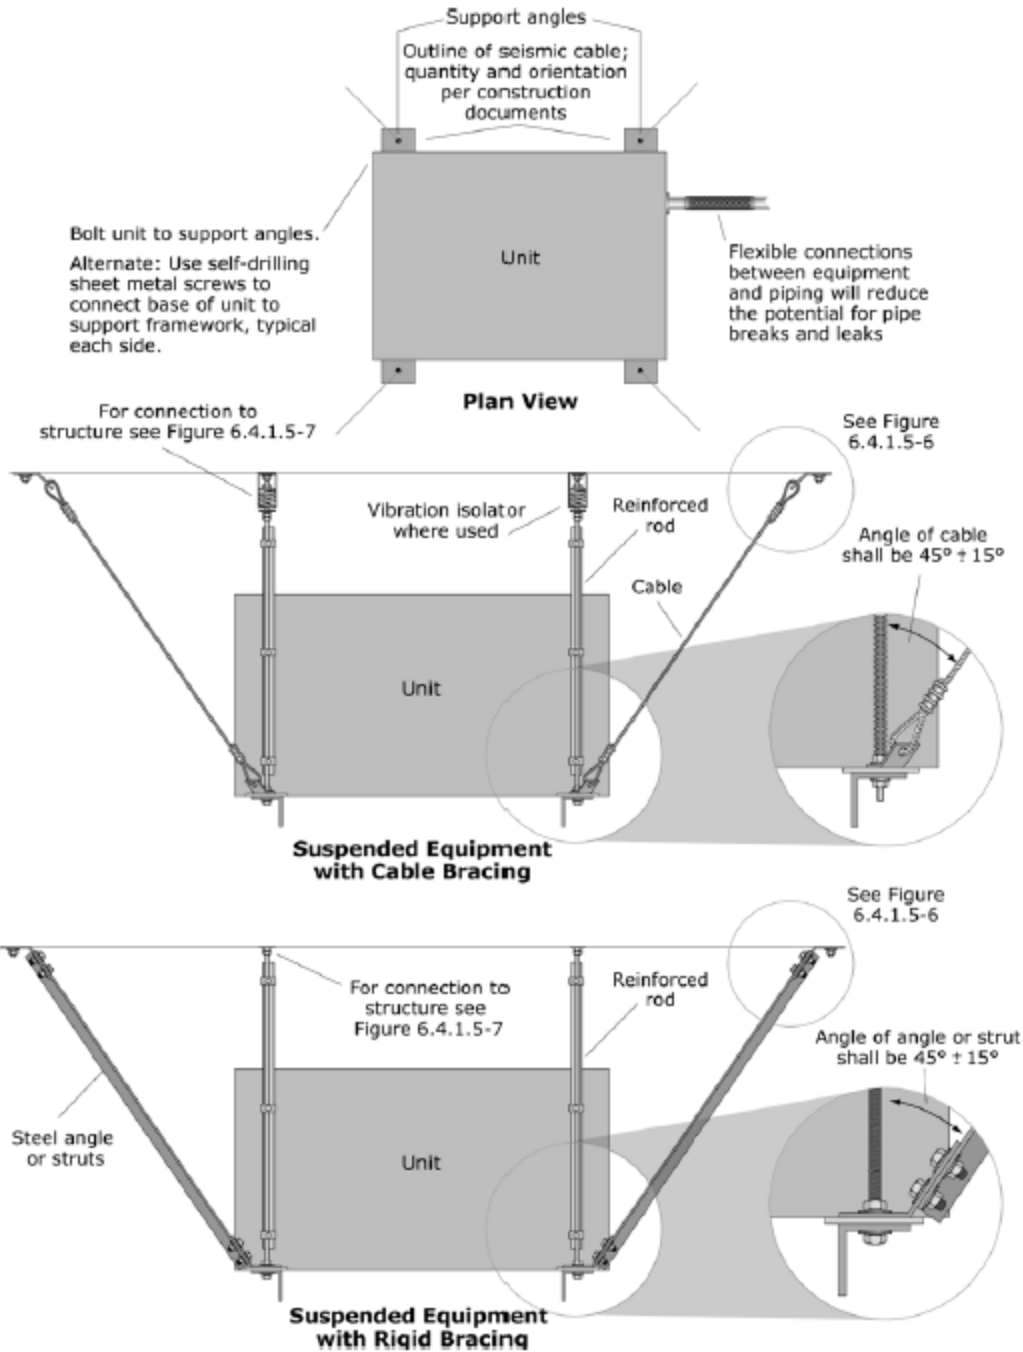 Support angles
Outline of seismic cable;
quantity and orientation
per construction
documents
Bolt unit to support angles.
Alternate: Use self-drilling
sheet metal screws to
connect base of unit to
support framework, typical
each side.
Unit
Flexible connections
between equipment
and piping will reduce
the potential for pipe
breaks and leaks
Plan View
For connection to
structure see Figure 6.4.1.5-7
See Figure
6.4.1.5-6
Vibration isolator
where used
Reinforced
rod
Angle of cable
shall be 45° ± 15°
Cable
Unit
Suspended Equipment
with Cable Bracing
See Figure
6.4.1.5-6
For connection to
structure see
Figure 6.4.1.5-7
Reinforced
rod
Angle of angle or strut
shall be 45° ± 15°
Steel angle
or struts
Unit
Suspended Equipment
with Rigid Bracing